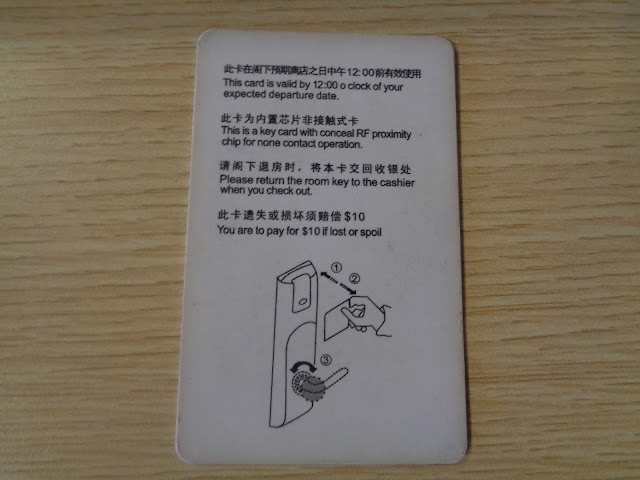 此卡在阁下预期离店之日中午12:00前有效使用
This card is valid by 12:00 o clock of your
expected departure date.
此卡为内置芯片非接触式卡
This is a key card with conceal RF proximity
chip for none contact operation.
请阁下退房时，将本卡交回收银处
Please return the room key to the cashier
when you check out.
此卡遗失或损坏须赔偿$10
You are to pay for $10 if lost or spoil
①
②
③